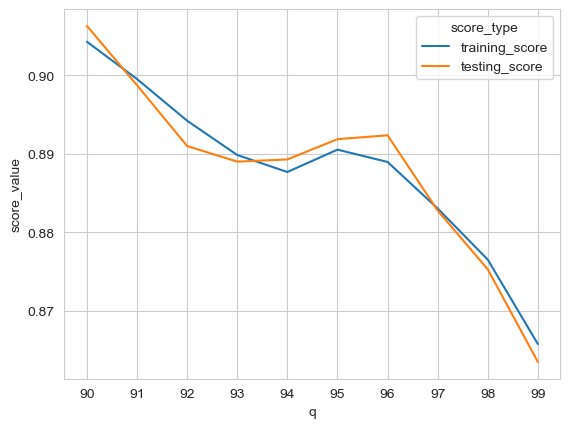 score_type
training_score
testing_score
score_value
0.90
0.89
0.88
0.87
90 91 92 93 94 95 96 97 98 99
q